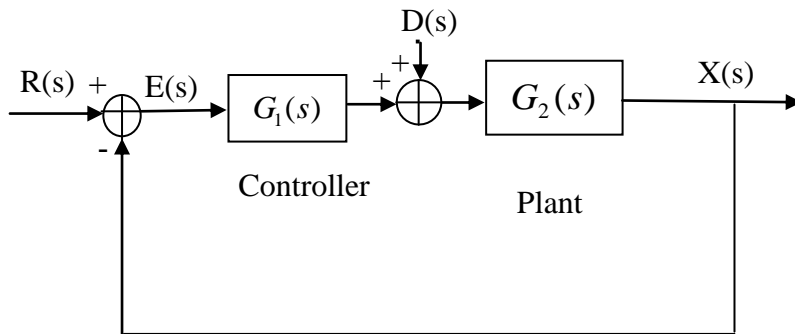 D(s)
R(s) + E(s) G₁(s) + + G₂(s) X(s)
-
Controller
Plant